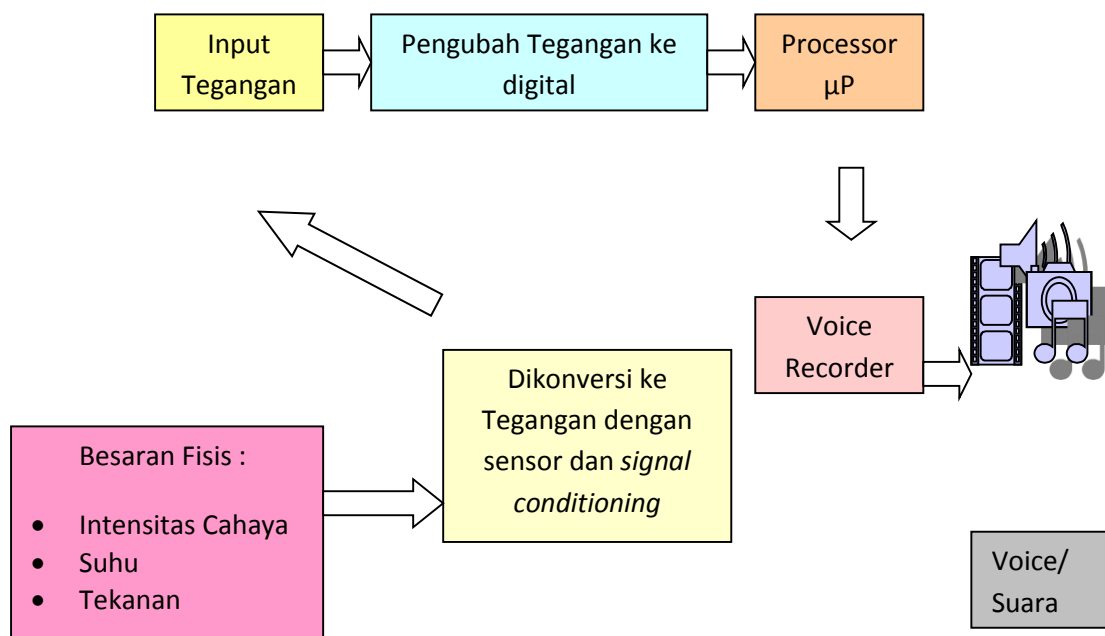 Input
Tegangan
Pengubah Tegangan ke
digital
Processor
μP
Voice
Recorder
Dikonversi ke
Tegangan dengan
sensor dan signal
conditioning
Besaran Fisis :
• Intensitas Cahaya
• Suhu
• Tekanan
Voice/
Suara